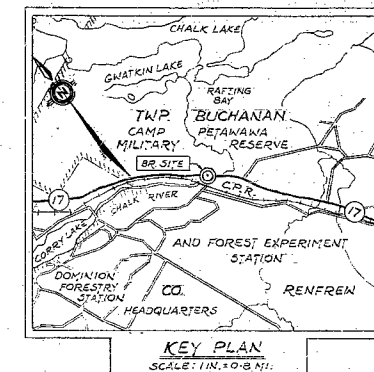 CHALK LAKE
GWATKIN LAKE
RAFTING
BAY
TWP. BUCHANAN
CAMP PETAWAWA
MILITARY RESERVE
N
BR. SITE
C.P.R.
17
CHALK RIVER
17
CORRY LAKE
AND FOREST EXPERIMENT
STATION
DOMINION
FORESTRY
STATION
CO. RENFREW
HEADQUARTERS
KEY PLAN
SCALE: 1 IN. = 0.8 MI.